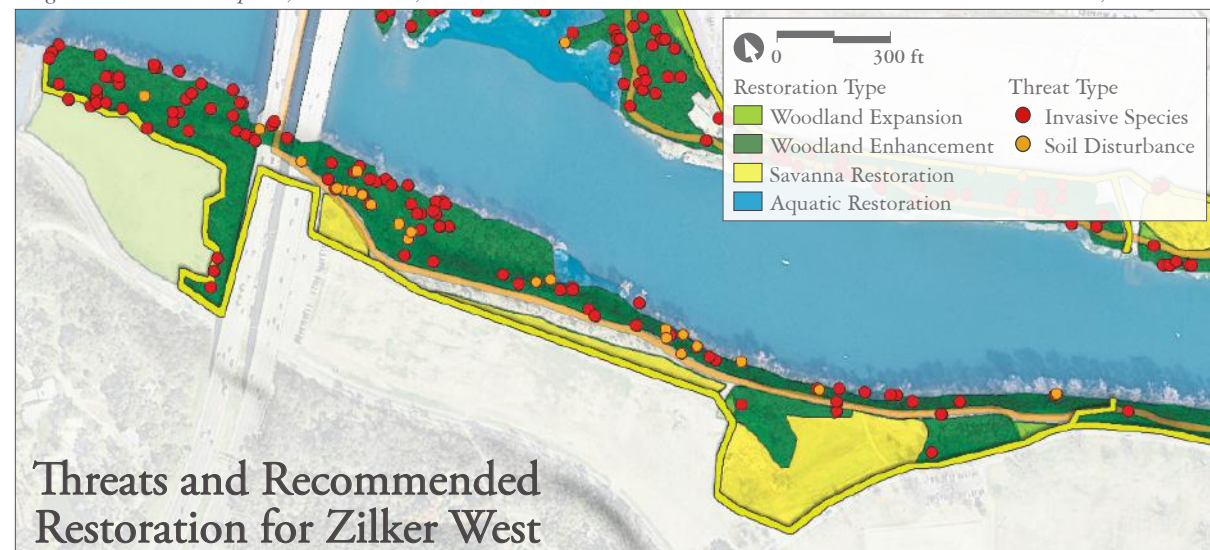 0 300 ft
Restoration Type
Threat Type
Woodland Expansion
Invasive Species
Woodland Enhancement
Soil Disturbance
Savanna Restoration
Aquatic Restoration
Threats and Recommended
Restoration for Zilker West